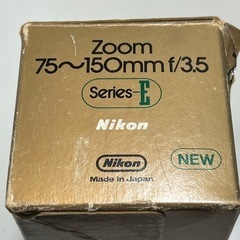 Zoom
75~150mm f/3.5
Series-E
Nikon
Nikon
NEW
Made in Japan